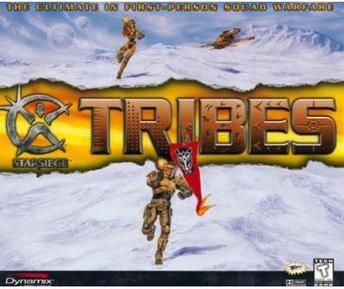 THE ULTIMATE IN FIRST-PERSON SQUAD WARFARE
TRIBES
STARSIEGE
Dynamix
TEEN
T